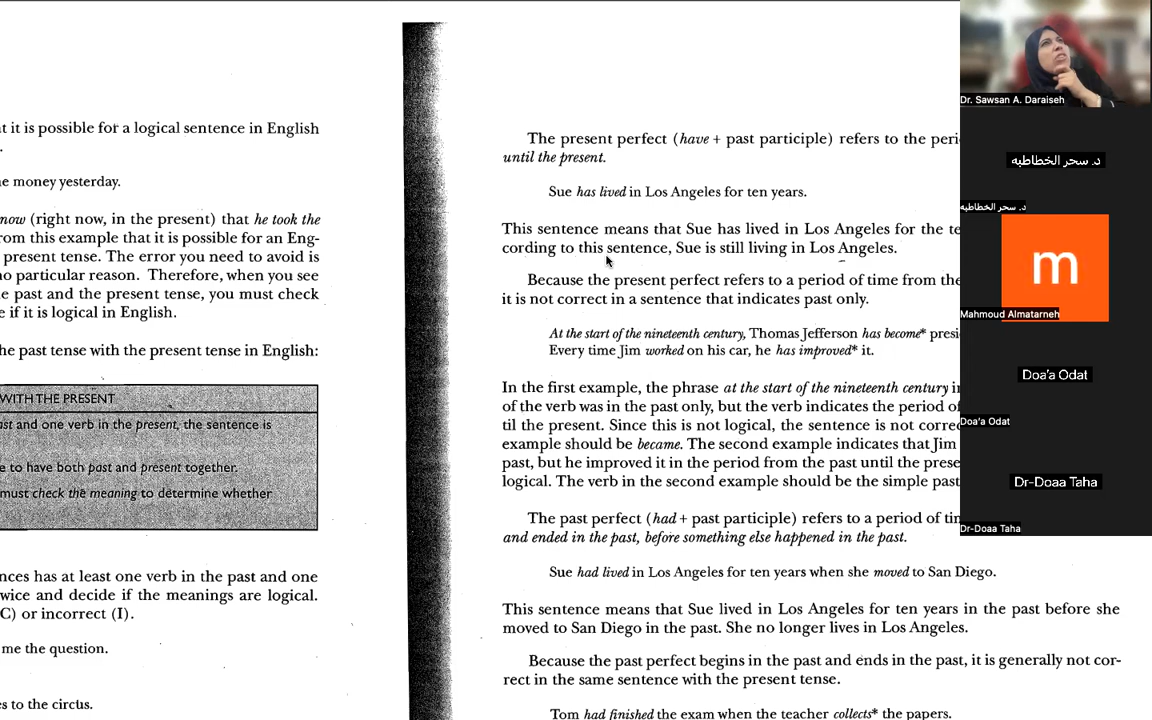 t it is possible for a logical sentence in English
.
e money yesterday.
now (right now, in the present) that he took the
rom this example that it is possible for an Eng-
present tense. The error you need to avoid is
no particular reason. Therefore, when you see
e past and the present tense, you must check
e if it is logical in English.
he past tense with the present tense in English:
WITH THE PRESENT
ast and one verb in the present, the sentence is
e to have both past and present together.
must check the meaning to determine whether
nces has at least one verb in the past and one
wice and decide if the meanings are logical.
C) or incorrect (I).
me the question.
es to the circus.
The present perfect (have + past participle) refers to the peri
until the present.
Sue has lived in Los Angeles for ten years.
This sentence means that Sue has lived in Los Angeles for the te
cording to this sentence, Sue is still living in Los Angeles.
Because the present perfect refers to a period of time from the
it is not correct in a sentence that indicates past only.
At the start of the nineteenth century, Thomas Jefferson has become* presi
Every time Jim worked on his car, he has improved* it.
In the first example, the phrase at the start of the nineteenth century i
of the verb was in the past only, but the verb indicates the period of
til the present. Since this is not logical, the sentence is not corre
example should be became. The second example indicates that Jim
past, but he improved it in the period from the past until the prese
logical. The verb in the second example should be the simple past
The past perfect (had + past participle) refers to a period of tim
and ended in the past, before something else happened in the past.
Sue had lived in Los Angeles for ten years when she moved to San Diego.
This sentence means that Sue lived in Los Angeles for ten years in the past before she
moved to San Diego in the past. She no longer lives in Los Angeles.
Because the past perfect begins in the past and ends in the past, it is generally not cor-
rect in the same sentence with the present tense.
Tom had finished the exam when the teacher collects* the papers.
Dr. Sawsan A. Daraiseh
د. سحر الخطاطبه
د. سحر الخطاطبه
m
Mahmoud Almatarneh
Doa'a Odat
Doa'a Odat
Dr-Doaa Taha
Dr-Doaa Taha